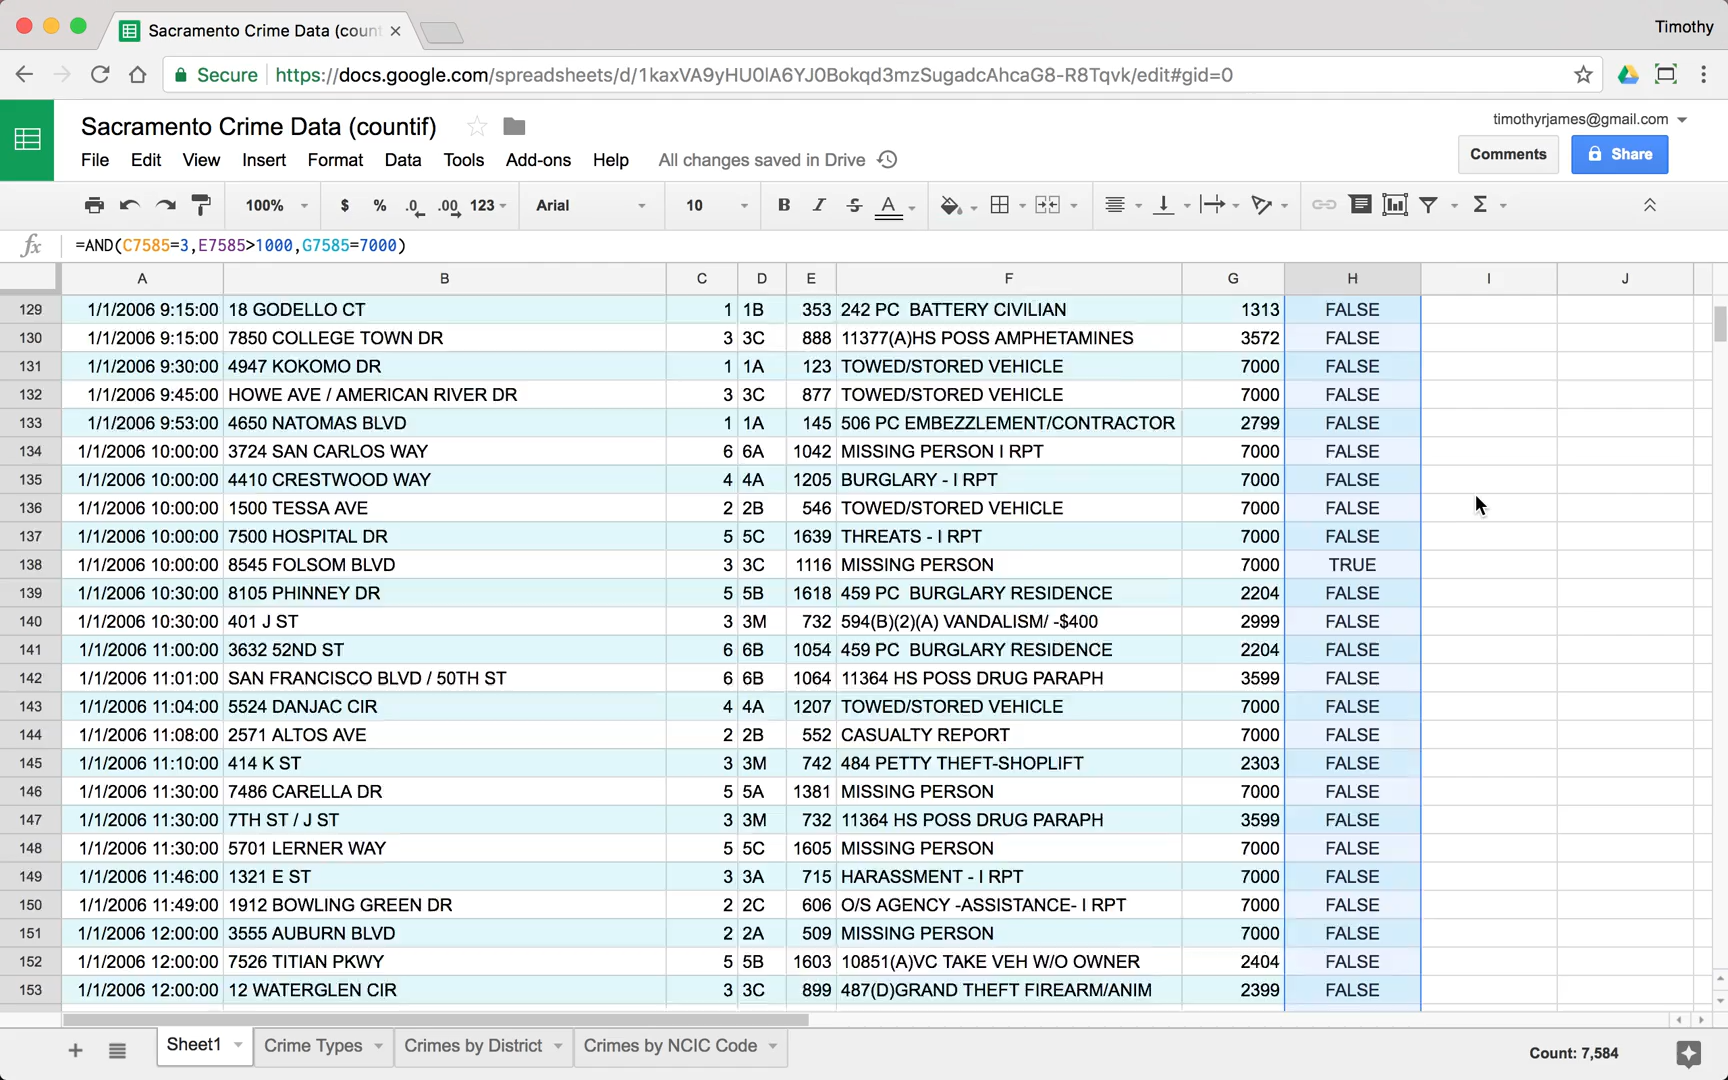 Sacramento Crime Data (count
Timothy
Secure https://docs.google.com/spreadsheets/d/1kaxVA9yHU0lA6YJ0Bokqd3mzSugadcAhcaG8-R8Tqvk/edit#gid=0
Sacramento Crime Data (countif)
timothyrjames@gmail.com
File Edit View Insert Format Data Tools Add-ons Help All changes saved in Drive
Comments Share
100% $ % .0 .00 123 Arial 10 B I S A Σ
fx =AND(C7585=3,E7585>1000,G7585=7000)
A B C D E F G H I J
129 1/1/2006 9:15:00 18 GODELLO CT 1 1B 353 242 PC BATTERY CIVILIAN 1313 FALSE
130 1/1/2006 9:15:00 7850 COLLEGE TOWN DR 3 3C 888 11377(A)HS POSS AMPHETAMINES 3572 FALSE
131 1/1/2006 9:30:00 4947 KOKOMO DR 1 1A 123 TOWED/STORED VEHICLE 7000 FALSE
132 1/1/2006 9:45:00 HOWE AVE / AMERICAN RIVER DR 3 3C 877 TOWED/STORED VEHICLE 7000 FALSE
133 1/1/2006 9:53:00 4650 NATOMAS BLVD 1 1A 145 506 PC EMBEZZLEMENT/CONTRACTOR 2799 FALSE
134 1/1/2006 10:00:00 3724 SAN CARLOS WAY 6 6A 1042 MISSING PERSON I RPT 7000 FALSE
135 1/1/2006 10:00:00 4410 CRESTWOOD WAY 4 4A 1205 BURGLARY - I RPT 7000 FALSE
136 1/1/2006 10:00:00 1500 TESSA AVE 2 2B 546 TOWED/STORED VEHICLE 7000 FALSE
137 1/1/2006 10:00:00 7500 HOSPITAL DR 5 5C 1639 THREATS - I RPT 7000 FALSE
138 1/1/2006 10:00:00 8545 FOLSOM BLVD 3 3C 1116 MISSING PERSON 7000 TRUE
139 1/1/2006 10:30:00 8105 PHINNEY DR 5 5B 1618 459 PC BURGLARY RESIDENCE 2204 FALSE
140 1/1/2006 10:30:00 401 J ST 3 3M 732 594(B)(2)(A) VANDALISM/ -$400 2999 FALSE
141 1/1/2006 11:00:00 3632 52ND ST 6 6B 1054 459 PC BURGLARY RESIDENCE 2204 FALSE
142 1/1/2006 11:01:00 SAN FRANCISCO BLVD / 50TH ST 6 6B 1064 11364 HS POSS DRUG PARAPH 3599 FALSE
143 1/1/2006 11:04:00 5524 DANJAC CIR 4 4A 1207 TOWED/STORED VEHICLE 7000 FALSE
144 1/1/2006 11:08:00 2571 ALTOS AVE 2 2B 552 CASUALTY REPORT 7000 FALSE
145 1/1/2006 11:10:00 414 K ST 3 3M 742 484 PETTY THEFT-SHOPLIFT 2303 FALSE
146 1/1/2006 11:30:00 7486 CARELLA DR 5 5A 1381 MISSING PERSON 7000 FALSE
147 1/1/2006 11:30:00 7TH ST / J ST 3 3M 732 11364 HS POSS DRUG PARAPH 3599 FALSE
148 1/1/2006 11:30:00 5701 LERNER WAY 5 5C 1605 MISSING PERSON 7000 FALSE
149 1/1/2006 11:46:00 1321 E ST 3 3A 715 HARASSMENT - I RPT 7000 FALSE
150 1/1/2006 11:49:00 1912 BOWLING GREEN DR 2 2C 606 O/S AGENCY -ASSISTANCE- I RPT 7000 FALSE
151 1/1/2006 12:00:00 3555 AUBURN BLVD 2 2A 509 MISSING PERSON 7000 FALSE
152 1/1/2006 12:00:00 7526 TITIAN PKWY 5 5B 1603 10851(A)VC TAKE VEH W/O OWNER 2404 FALSE
153 1/1/2006 12:00:00 12 WATERGLEN CIR 3 3C 899 487(D)GRAND THEFT FIREARM/ANIM 2399 FALSE
Sheet1 Crime Types Crimes by District Crimes by NCIC Code Count: 7,584